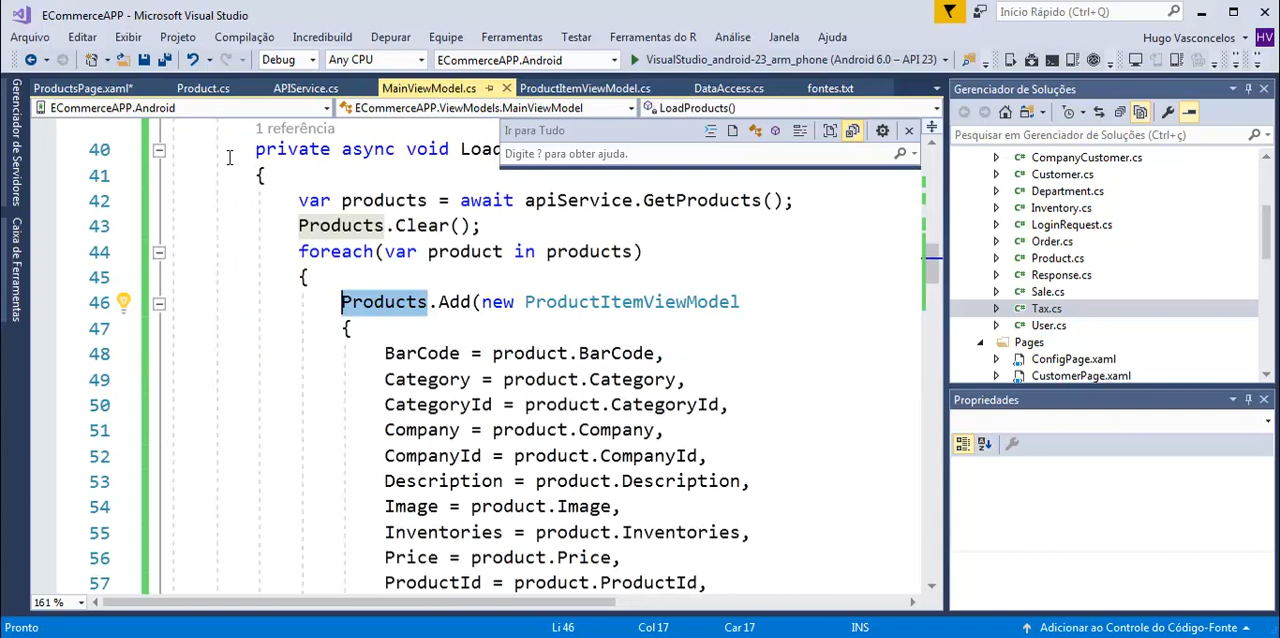 ECommerceAPP - Microsoft Visual Studio
Início Rápido (Ctrl+Q)
Arquivo Editar Exibir Projeto Compilação Incredibuild Depurar Equipe Ferramentas Testar Ferramentas do R Análise Janela Ajuda
Hugo Vasconcelos HV
Debug Any CPU ECommerceAPP.Android VisualStudio_android-23_arm_phone (Android 6.0 – API 23)
ProductsPage.xaml* Product.cs APIService.cs MainViewModel.cs ProductItemViewModel.cs DataAccess.cs fontes.txt
ECommerceAPP.Android ECommerceAPP.ViewModels.MainViewModel LoadProducts()
Ir para Tudo
Digite ? para obter ajuda.
Gerenciador de Servidores
Caixa de Ferramentas
1 referência
40 private async void Load
41 {
42 var products = await apiService.GetProducts();
43 Products.Clear();
44 foreach(var product in products)
45 {
46 Products.Add(new ProductItemViewModel
47 {
48 BarCode = product.BarCode,
49 Category = product.Category,
50 CategoryId = product.CategoryId,
51 Company = product.Company,
52 CompanyId = product.CompanyId,
53 Description = product.Description,
54 Image = product.Image,
55 Inventories = product.Inventories,
56 Price = product.Price,
57 ProductId = product.ProductId,
161 %
Gerenciador de Soluções
Pesquisar em Gerenciador de Soluções (Ctrl+ç)
C# CompanyCustomer.cs
C# Customer.cs
C# Department.cs
C# Inventory.cs
C# LoginRequest.cs
C# Order.cs
C# Product.cs
C# Response.cs
C# Sale.cs
C# Tax.cs
C# User.cs
Pages
ConfigPage.xaml
CustomerPage.xaml
Propriedades
Pronto Li 46 Col 17 Car 17 INS Adicionar ao Controle do Código-Fonte